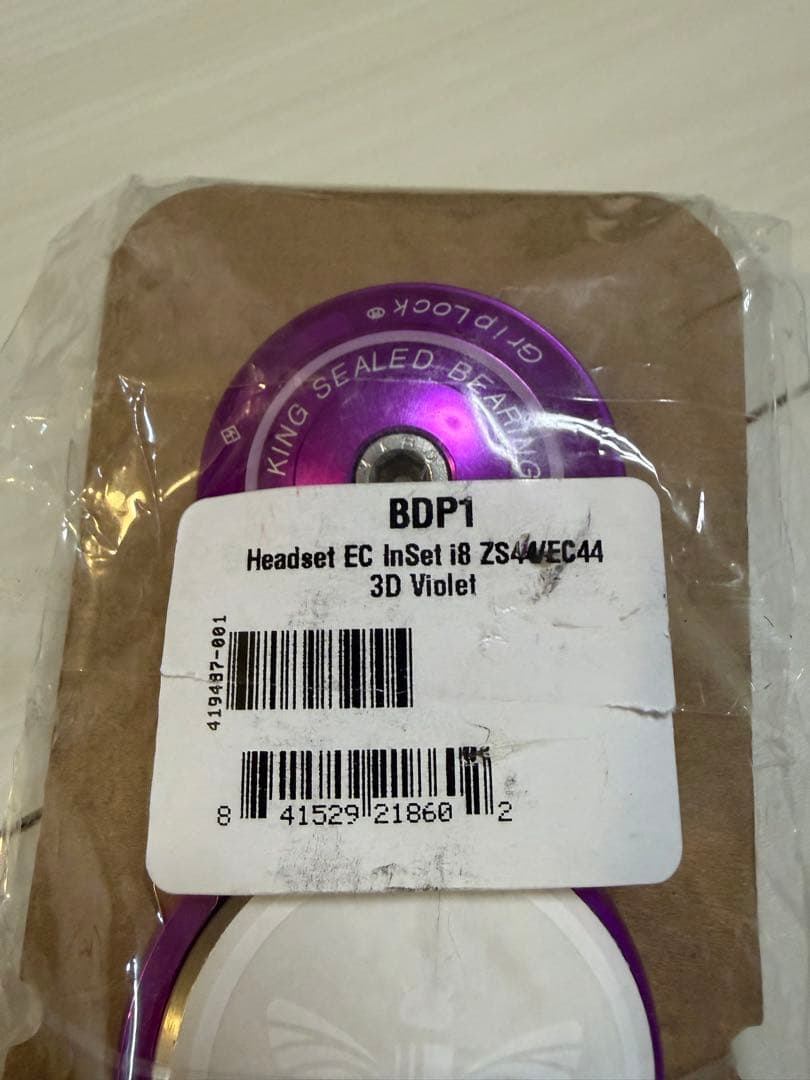 GripLock
KING SEALED BEARING
BDP1
Headset EC InSet i8 ZS44/EC44
3D Violet
419487-001
8 41529 21860 2